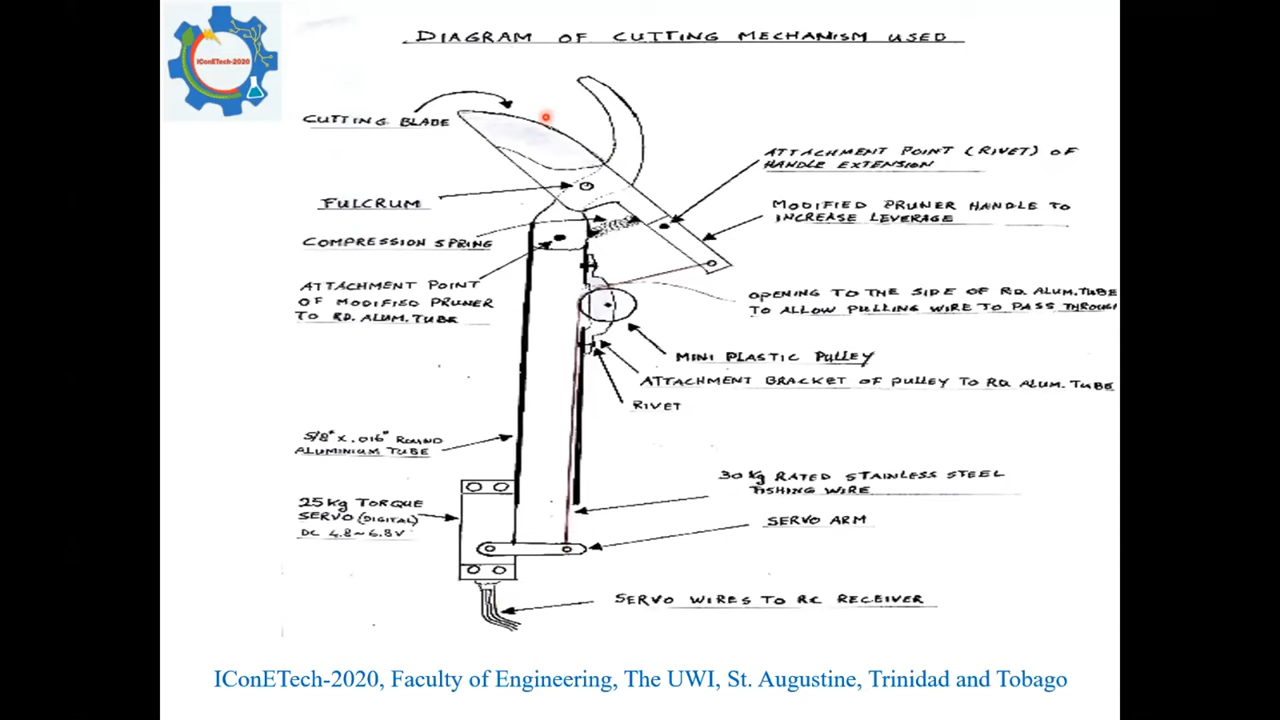 IConETech-2020
DIAGRAM OF CUTTING MECHANISM USED
CUTTING BLADE
ATTACHMENT POINT (RIVET) OF
HANDLE EXTENSION
FULCRUM
MODIFIED PRUNER HANDLE TO
INCREASE LEVERAGE
COMPRESSION SPRING
ATTACHMENT POINT
OF MODIFIED PRUNER
TO RD. ALUM. TUBE
OPENING TO THE SIDE OF RD. ALUM. TUBE
TO ALLOW PULLING WIRE TO PASS THROUGH
MINI PLASTIC PULLEY
ATTACHMENT BRACKET OF PULLEY TO RD. ALUM. TUBE
RIVET
5/8" x .016" ROUND
ALUMINIUM TUBE
30 kg RATED STAINLESS STEEL
FISHING WIRE
25 kg TORQUE
SERVO (DIGITAL)
DC 4.8~6.8V
SERVO ARM
SERVO WIRES TO RC RECEIVER
IConETech-2020, Faculty of Engineering, The UWI, St. Augustine, Trinidad and Tobago